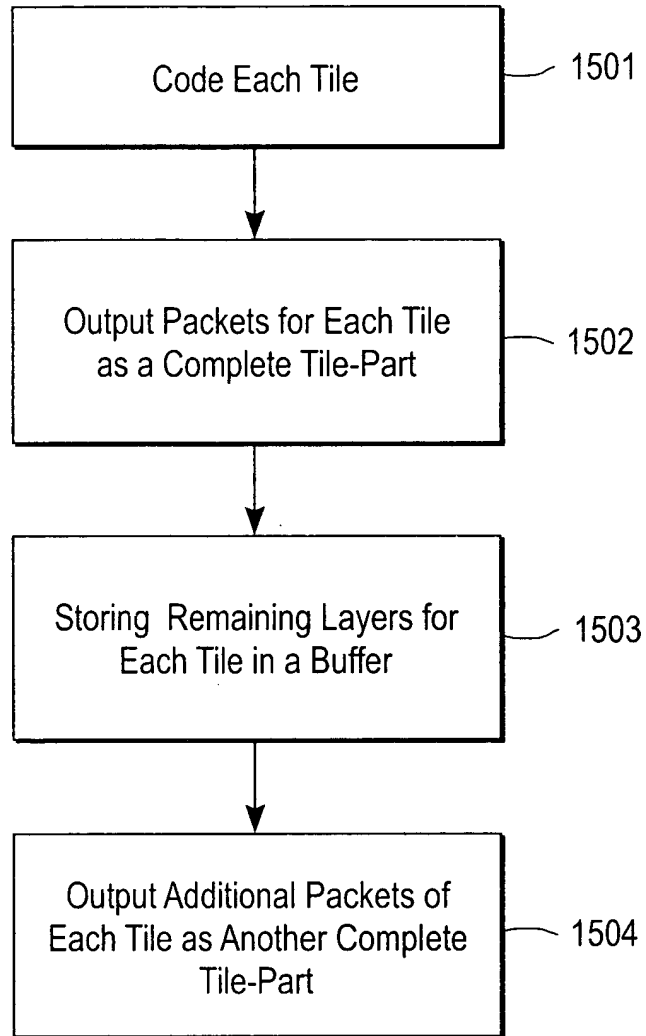 Code Each Tile
1501
Output Packets for Each Tile
as a Complete Tile-Part
1502
Storing Remaining Layers for
Each Tile in a Buffer
1503
Output Additional Packets of
Each Tile as Another Complete
Tile-Part
1504